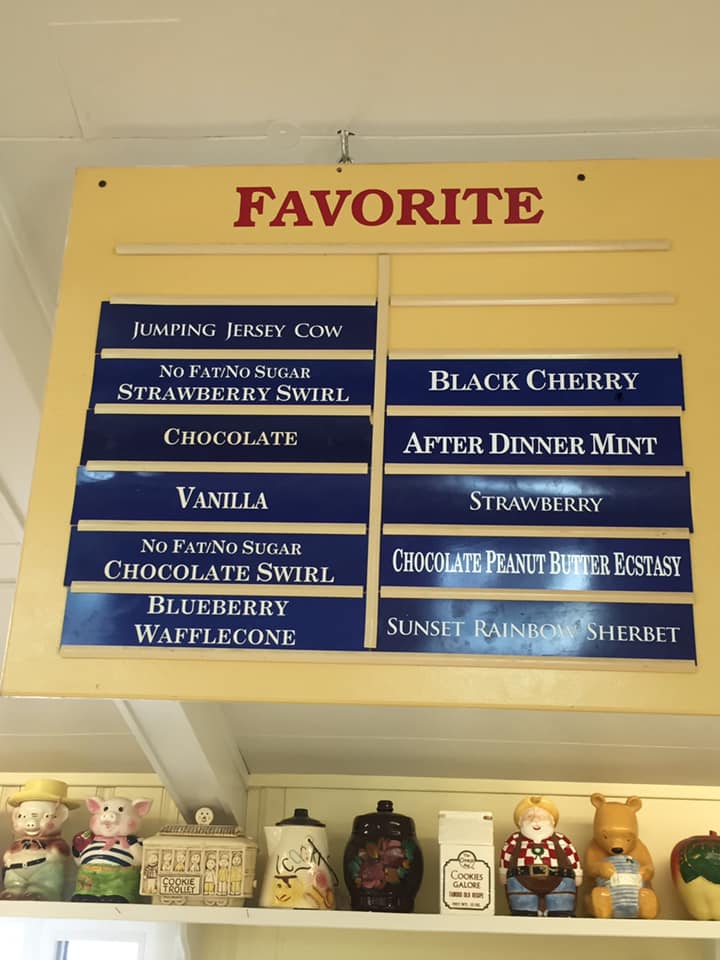 FAVORITE
JUMPING JERSEY COW
NO FAT/NO SUGAR
STRAWBERRY SWIRL
CHOCOLATE
VANILLA
NO FAT/NO SUGAR
CHOCOLATE SWIRL
BLUEBERRY
WAFFLECONE
BLACK CHERRY
AFTER DINNER MINT
STRAWBERRY
CHOCOLATE PEANUT BUTTER ECSTASY
SUNSET RAINBOW SHERBET
COOKIE
TROLLEY
COOKIES
GALORE